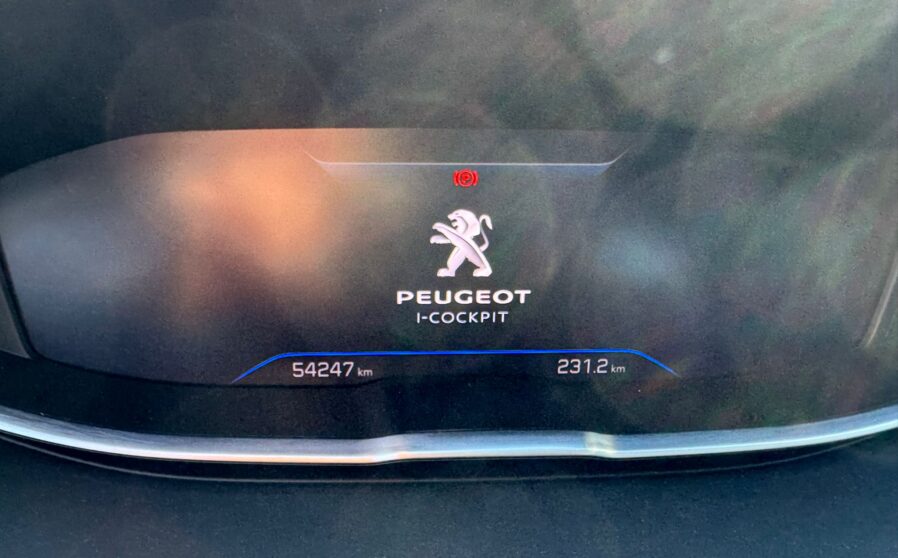 PEUGEOT
I-COCKPIT
54247 km
231.2 km